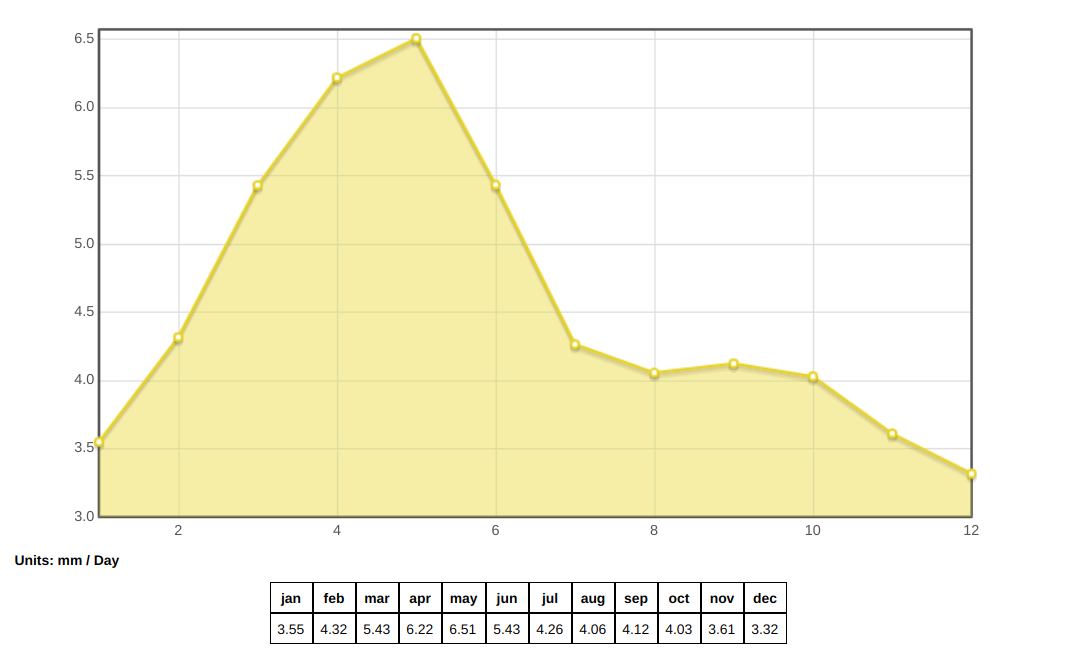 6.5
6.0
5.5
5.0
4.5
4.0
3.5
3.0
2 4 6 8 10 12
Units: mm / Day
jan feb mar apr may jun jul aug sep oct nov dec
3.55 4.32 5.43 6.22 6.51 5.43 4.26 4.06 4.12 4.03 3.61 3.32